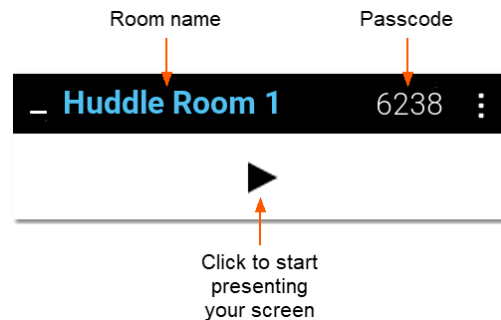 Room name
Passcode
Huddle Room 1
6238
Click to start
presenting
your screen